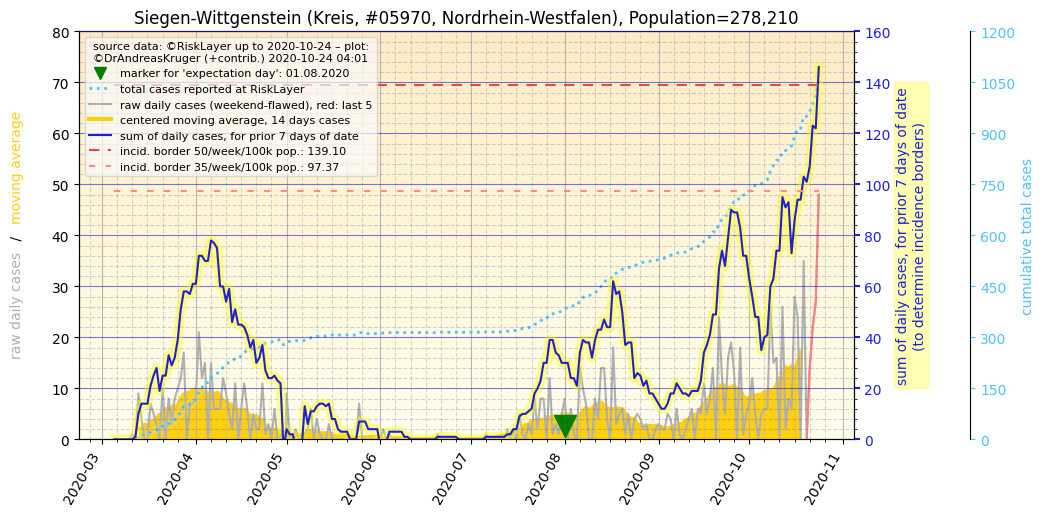 Siegen-Wittgenstein (Kreis, #05970, Nordrhein-Westfalen), Population=278,210
source data: ©RiskLayer up to 2020-10-24 – plot:
©DrAndreasKruger (+contrib.) 2020-10-24 04:01
marker for 'expectation day': 01.08.2020
total cases reported at RiskLayer
raw daily cases (weekend-flawed), red: last 5
centered moving average, 14 days cases
sum of daily cases, for prior 7 days of date
incid. border 50/week/100k pop.: 139.10
incid. border 35/week/100k pop.: 97.37
raw daily cases / moving average
80
70
60
50
40
30
20
10
0
160
140
120
100
80
60
40
20
0
sum of daily cases, for prior 7 days of date
(to determine incidence borders)
1200
1050
900
750
600
450
300
150
0
cumulative total cases
2020-03
2020-04
2020-05
2020-06
2020-07
2020-08
2020-09
2020-10
2020-11